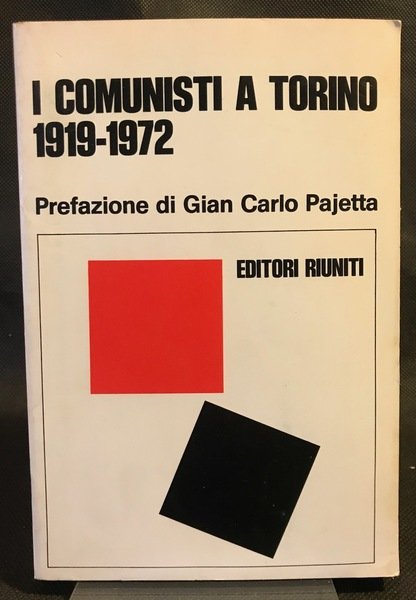 I COMUNISTI A TORINO
1919-1972
Prefazione di Gian Carlo Pajetta
EDITORI RIUNITI